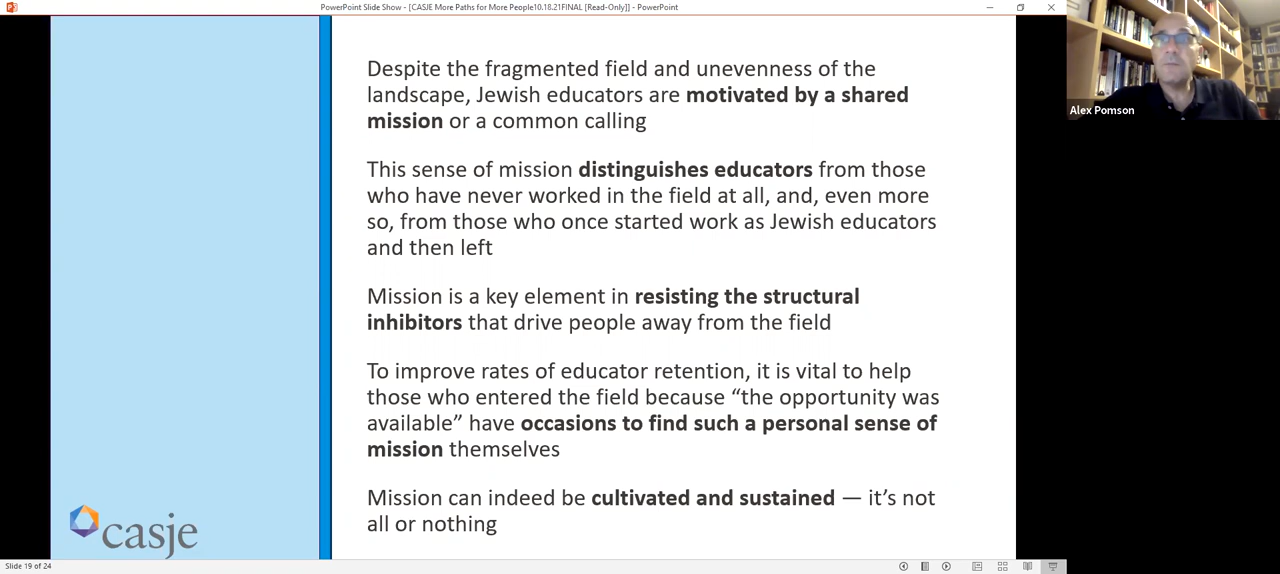 PowerPoint Slide Show - [CASJE More Paths for More People10.18.21FINAL [Read-Only]] - PowerPoint
Despite the fragmented field and unevenness of the
landscape, Jewish educators are motivated by a shared
mission or a common calling
This sense of mission distinguishes educators from those
who have never worked in the field at all, and, even more
so, from those who once started work as Jewish educators
and then left
Mission is a key element in resisting the structural
inhibitors that drive people away from the field
To improve rates of educator retention, it is vital to help
those who entered the field because “the opportunity was
available” have occasions to find such a personal sense of
mission themselves
Mission can indeed be cultivated and sustained — it’s not
all or nothing
casje
Slide 19 of 24
Alex Pomson